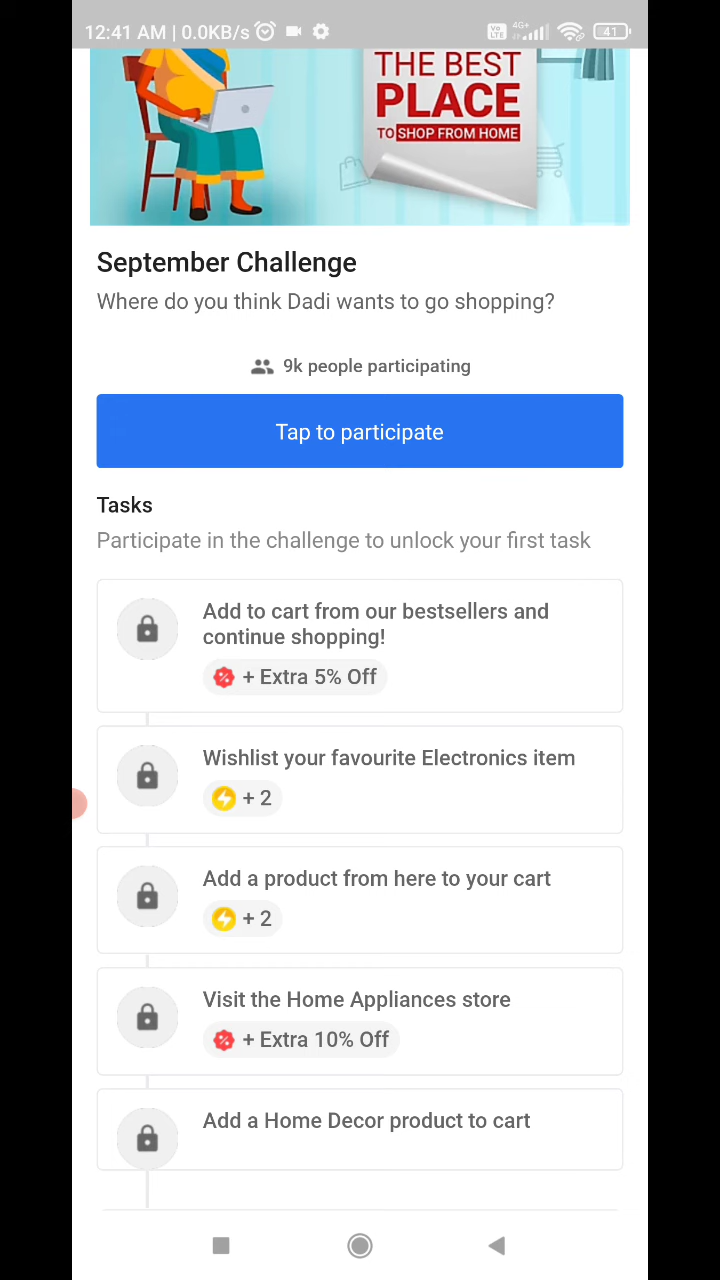 12:41 AM | 0.0KB/s
Vo
LTE
4G+
41
THE BEST
PLACE
TO SHOP FROM HOME
September Challenge
Where do you think Dadi wants to go shopping?
9k people participating
Tap to participate
Tasks
Participate in the challenge to unlock your first task
Add to cart from our bestsellers and
continue shopping!
+ Extra 5% Off
Wishlist your favourite Electronics item
+ 2
Add a product from here to your cart
+ 2
Visit the Home Appliances store
+ Extra 10% Off
Add a Home Decor product to cart